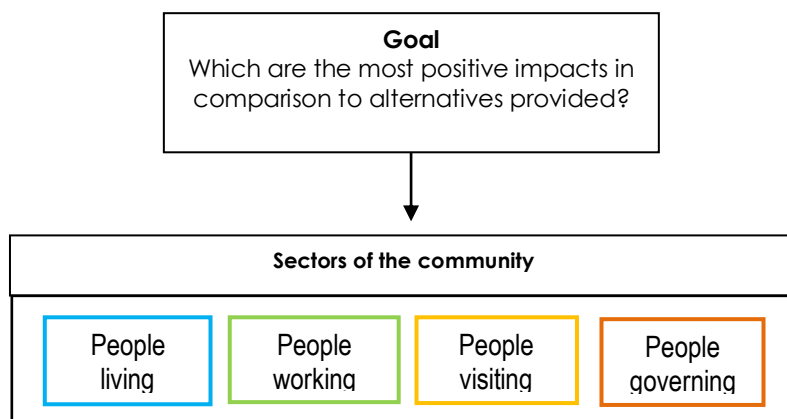 Goal
Which are the most positive impacts in
comparison to alternatives provided?
Sectors of the community
People
living
People
working
People
visiting
People
governing